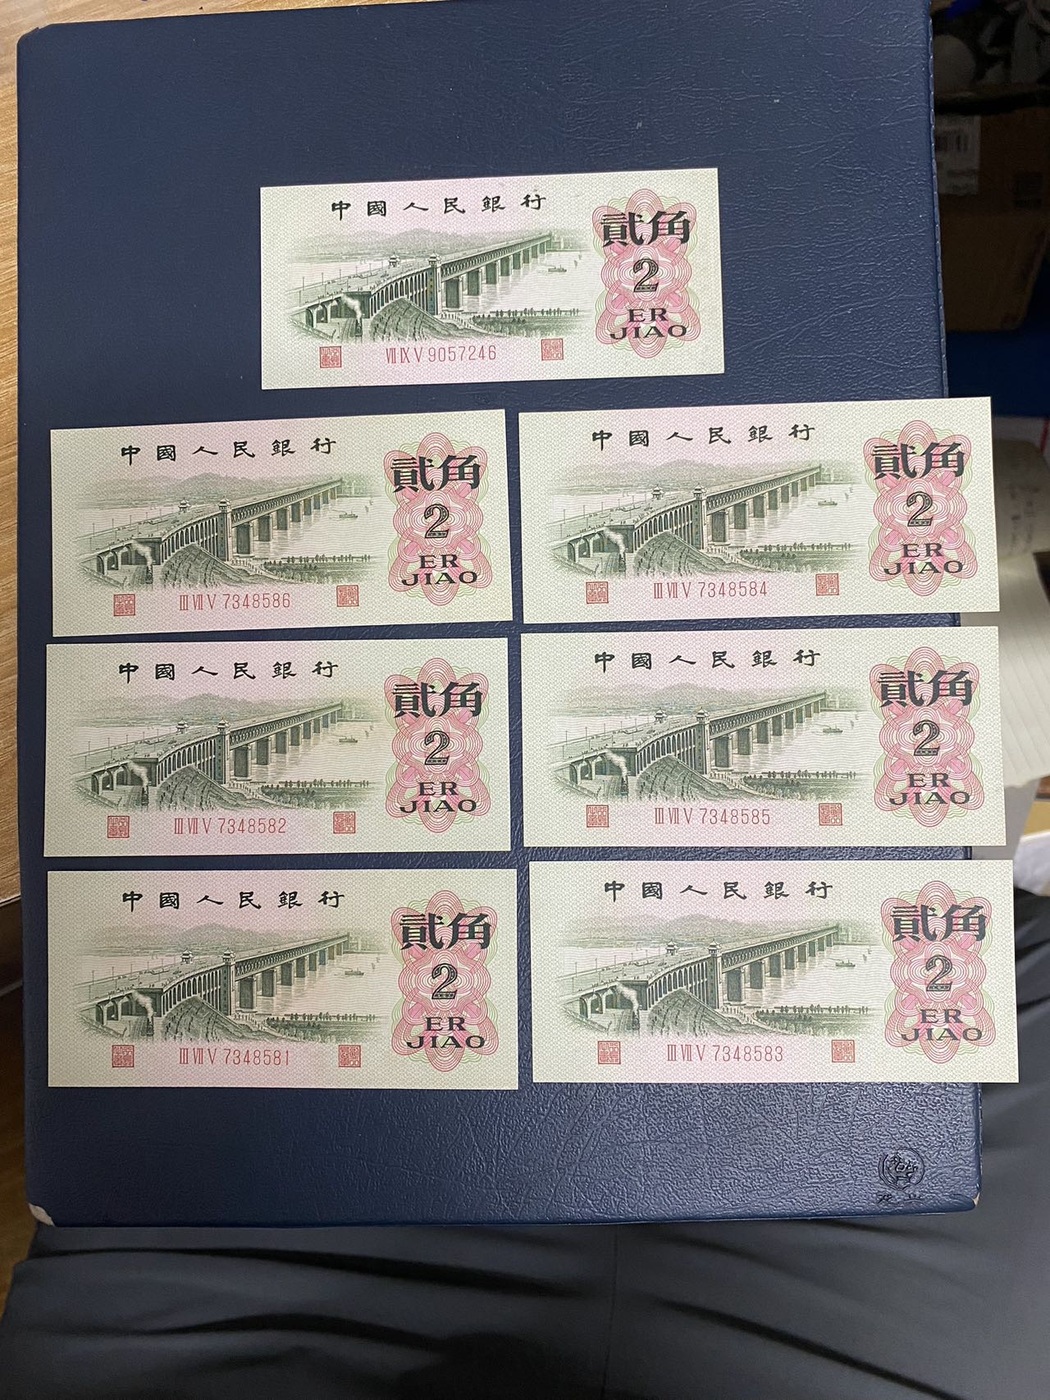 中國人民銀行
貳角
2
ER
JIAO
VII IX V 9057246
中國人民銀行
貳角
2
ER
JIAO
III VII V 7348586
中國人民銀行
貳角
2
ER
JIAO
III VII V 7348584
中國人民銀行
貳角
2
ER
JIAO
III VII V 7348582
中國人民銀行
貳角
2
ER
JIAO
III VII V 7348585
中國人民銀行
貳角
2
ER
JIAO
III VII V 7348581
中國人民銀行
貳角
2
ER
JIAO
III VII V 7348583